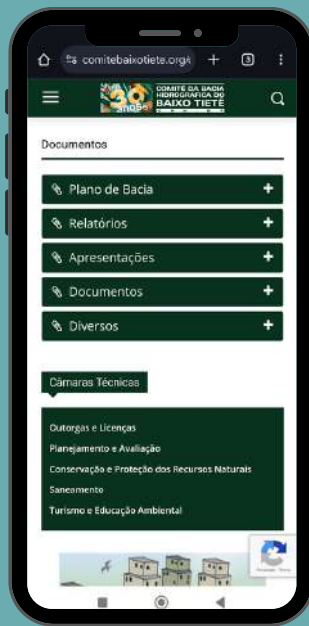 comitebaixotiete.org/
3
30
anos
COMITÊ DA BACIA
HIDROGRÁFICA DO
BAIXO TIETÊ
Documentos
Plano de Bacia
Relatórios
Apresentações
Documentos
Diversos
Câmaras Técnicas
Outorgas e Licenças
Planejamento e Avaliação
Conservação e Proteção dos Recursos Naturais
Saneamento
Turismo e Educação Ambiental